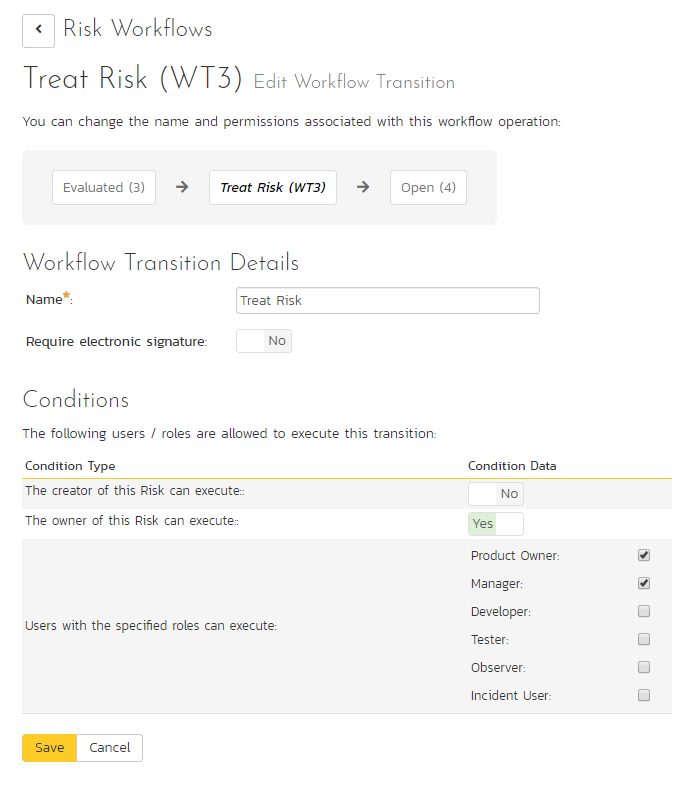 Risk Workflows
Treat Risk (WT3) Edit Workflow Transition
You can change the name and permissions associated with this workflow operation:
Evaluated (3) → Treat Risk (WT3) → Open (4)
Workflow Transition Details
Name*: Treat Risk
Require electronic signature: No
Conditions
The following users / roles are allowed to execute this transition:
Condition Type Condition Data
The creator of this Risk can execute:: No
The owner of this Risk can execute:: Yes
Users with the specified roles can execute:
Product Owner:
Manager:
Developer:
Tester:
Observer:
Incident User:
Save Cancel